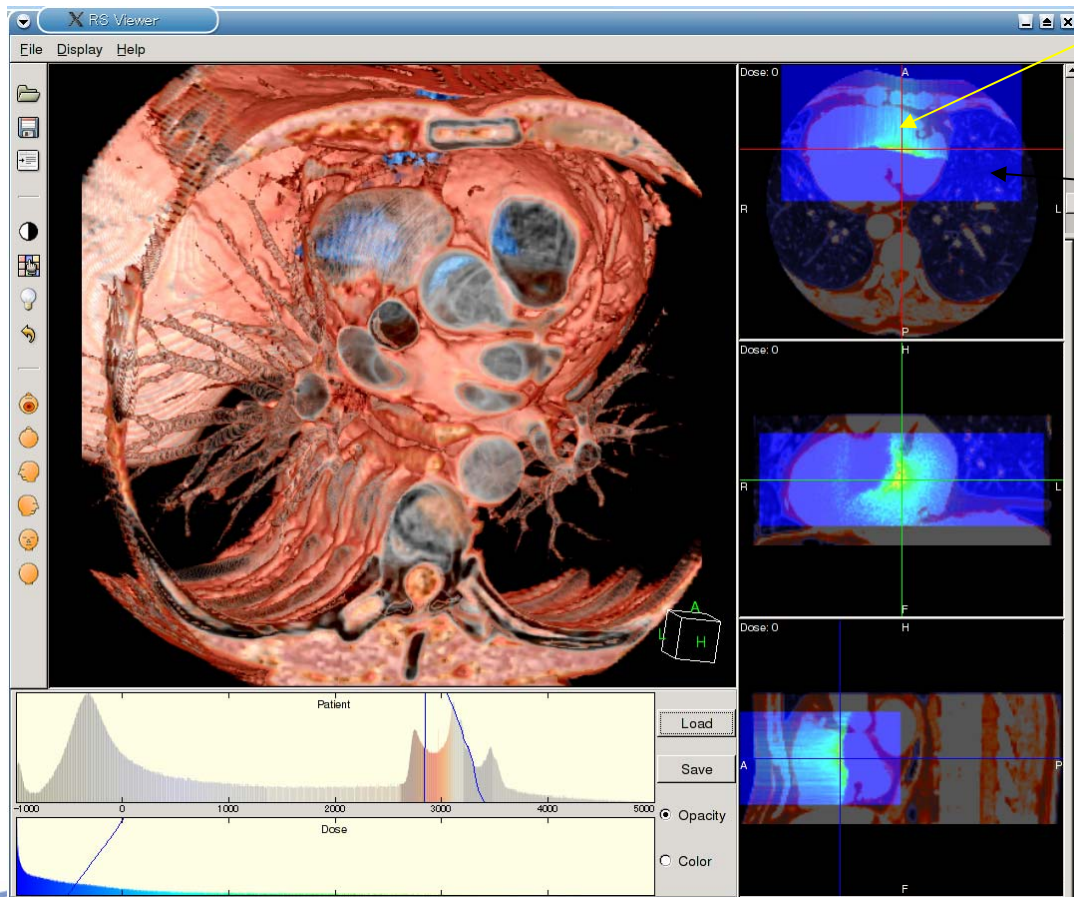 X RS Viewer
File Display Help
Dose: 0
A
R
L
P
Dose: 0
H
R
L
F
Dose: 0
H
A
P
F
A
L
H
Patient
-1000 0 1000 2000 3000 4000 5000
Dose
Load
Save
Opacity
Color